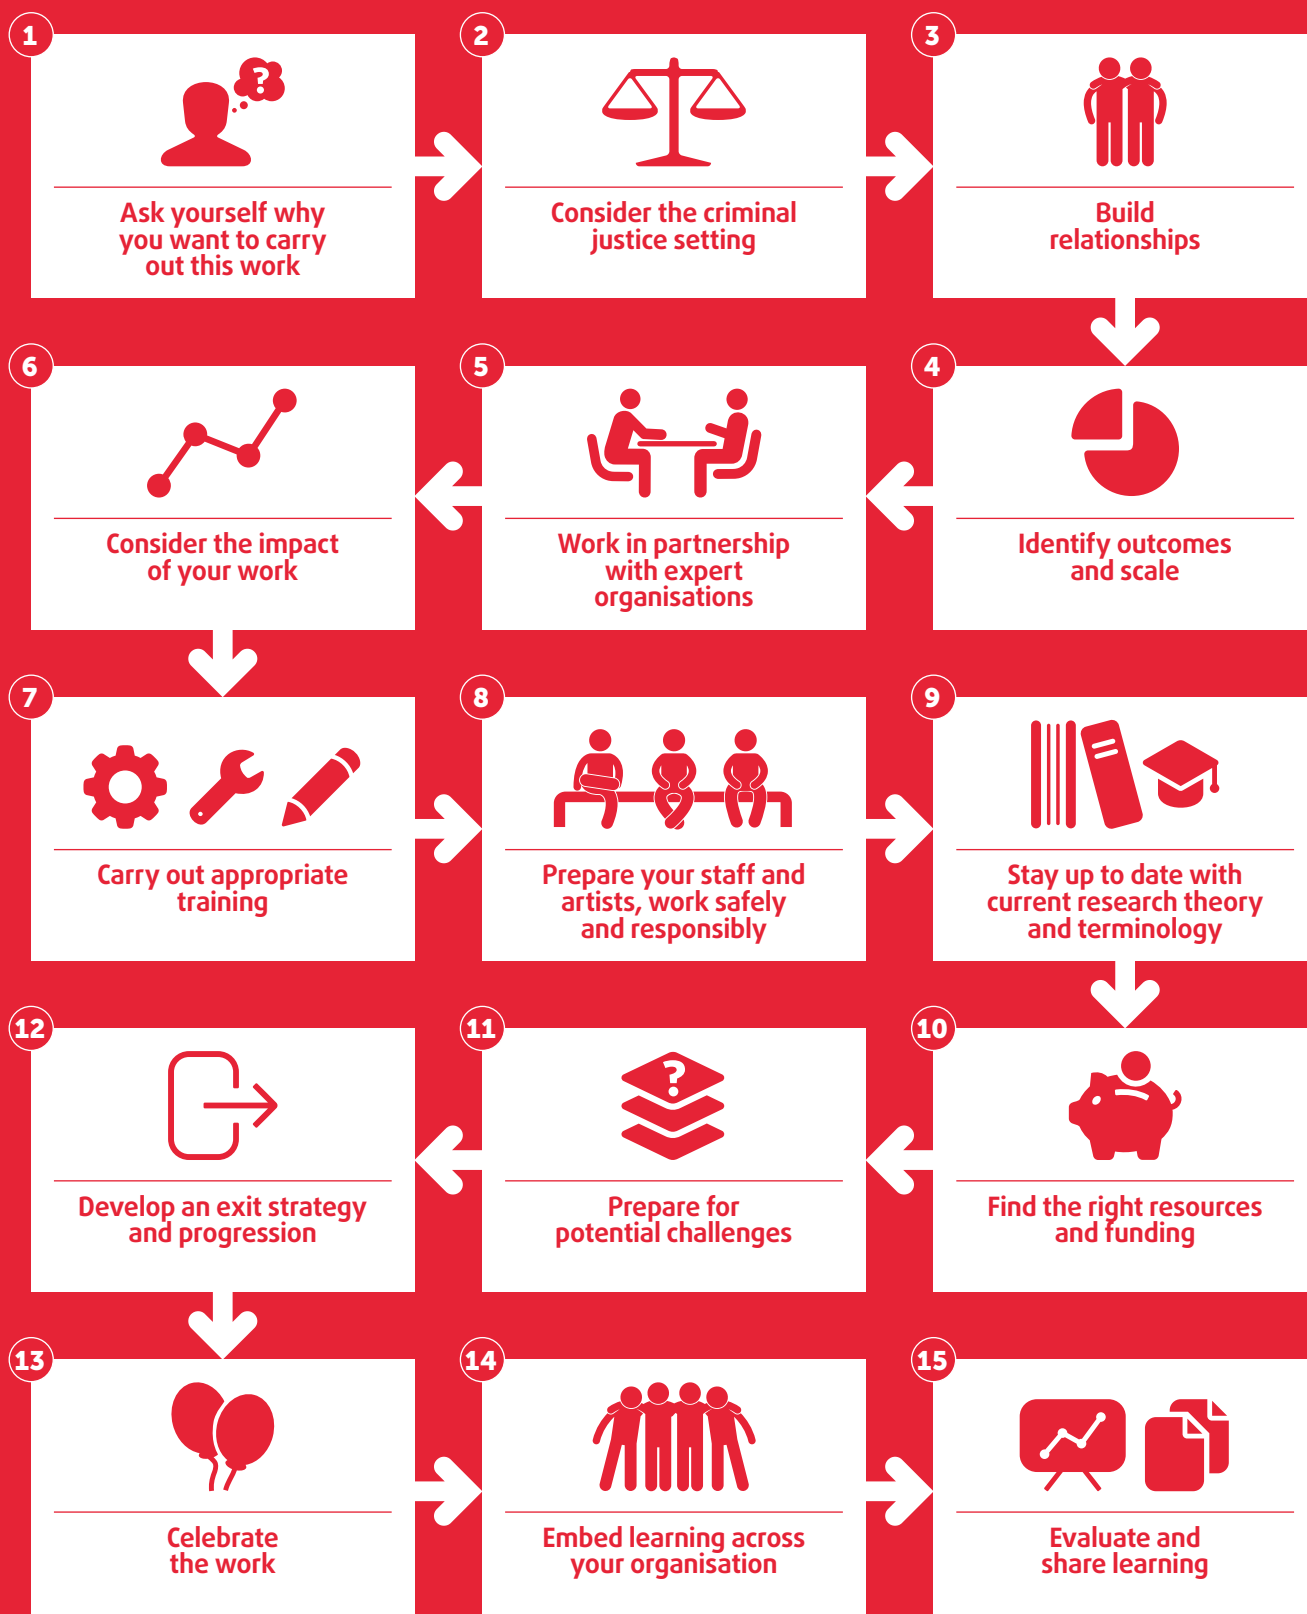 1
?
Ask yourself why
you want to carry
out this work
2
Consider the criminal
justice setting
3
Build
relationships
4
Identify outcomes
and scale
5
Work in partnership
with expert
organisations
6
Consider the impact
of your work
7
Carry out appropriate
training
8
Prepare your staff and
artists, work safely
and responsibly
9
Stay up to date with
current research theory
and terminology
10
Find the right resources
and funding
11
?
Prepare for
potential challenges
12
Develop an exit strategy
and progression
13
Celebrate
the work
14
Embed learning across
your organisation
15
Evaluate and
share learning